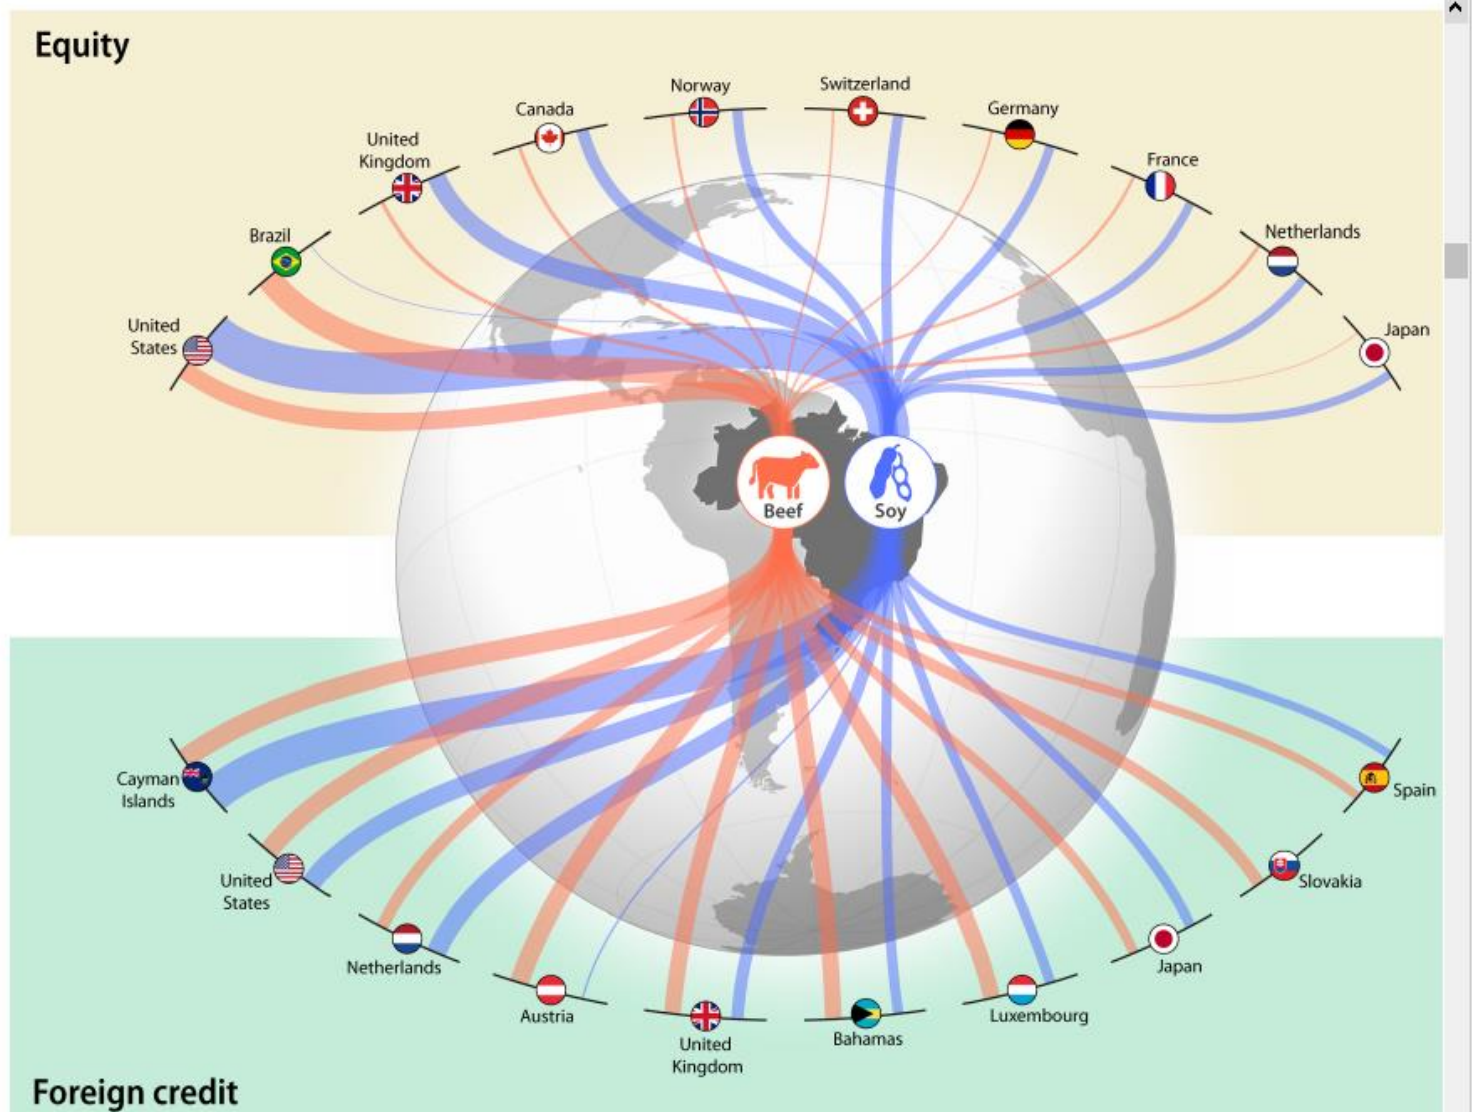 Equity
Norway
Switzerland
Canada
Germany
United
Kingdom
France
Brazil
Netherlands
United
States
Japan
Beef
Soy
Cayman
Islands
Spain
United
States
Slovakia
Netherlands
Japan
Austria
Luxembourg
United
Kingdom
Bahamas
Foreign credit